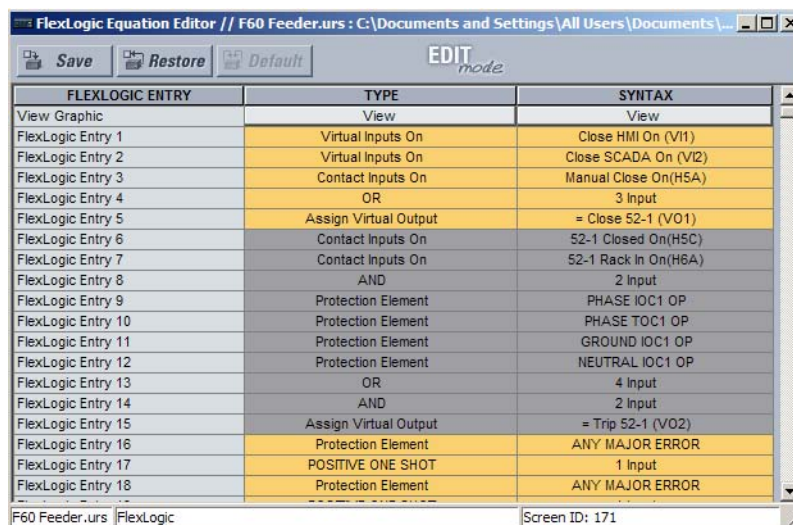 FlexLogic Equation Editor // F60 Feeder.urs : C:\Documents and Settings\All Users\Documents\...
Save Restore Default EDIT mode
FLEXLOGIC ENTRY TYPE SYNTAX
View Graphic View View
FlexLogic Entry 1 Virtual Inputs On Close HMI On (VI1)
FlexLogic Entry 2 Virtual Inputs On Close SCADA On (VI2)
FlexLogic Entry 3 Contact Inputs On Manual Close On(H5A)
FlexLogic Entry 4 OR 3 Input
FlexLogic Entry 5 Assign Virtual Output = Close 52-1 (VO1)
FlexLogic Entry 6 Contact Inputs On 52-1 Closed On(H5C)
FlexLogic Entry 7 Contact Inputs On 52-1 Rack In On(H6A)
FlexLogic Entry 8 AND 2 Input
FlexLogic Entry 9 Protection Element PHASE IOC1 OP
FlexLogic Entry 10 Protection Element PHASE TOC1 OP
FlexLogic Entry 11 Protection Element GROUND IOC1 OP
FlexLogic Entry 12 Protection Element NEUTRAL IOC1 OP
FlexLogic Entry 13 OR 4 Input
FlexLogic Entry 14 AND 2 Input
FlexLogic Entry 15 Assign Virtual Output = Trip 52-1 (VO2)
FlexLogic Entry 16 Protection Element ANY MAJOR ERROR
FlexLogic Entry 17 POSITIVE ONE SHOT 1 Input
FlexLogic Entry 18 Protection Element ANY MAJOR ERROR
F60 Feeder.urs FlexLogic Screen ID: 171